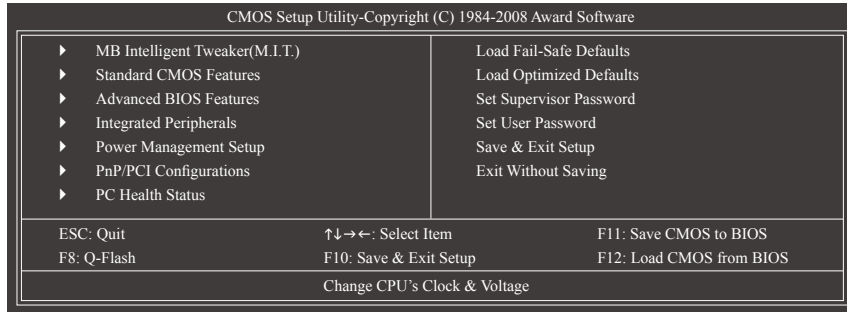 CMOS Setup Utility-Copyright (C) 1984-2008 Award Software
MB Intelligent Tweaker(M.I.T.)
Standard CMOS Features
Advanced BIOS Features
Integrated Peripherals
Power Management Setup
PnP/PCI Configurations
PC Health Status
Load Fail-Safe Defaults
Load Optimized Defaults
Set Supervisor Password
Set User Password
Save & Exit Setup
Exit Without Saving
ESC: Quit ↑↓→←: Select Item F11: Save CMOS to BIOS
F8: Q-Flash F10: Save & Exit Setup F12: Load CMOS from BIOS
Change CPU's Clock & Voltage